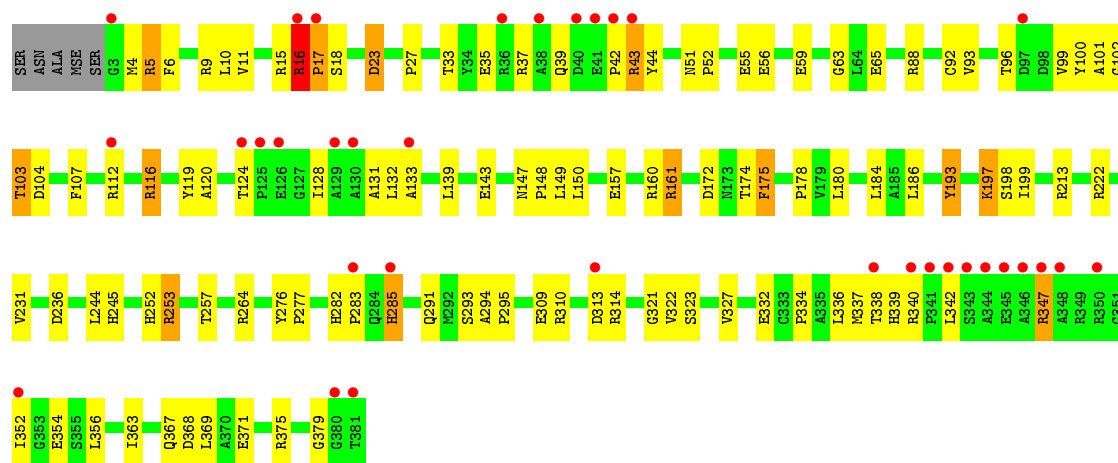 SER ASN ALA MSE SER G3 M4 R5 F6 R9 L10 V11 R15 R16 P17 S18 D23 P27 T33 Y34 E35 R36 R37 A38 Q39 D40 E41 P42 R43 Y44 N51 P52 E55 E56 E59 G63 L64 E65 R88 C92 V93 T96 D97 D98 V99 Y100 A101 G102
T103 D104 F107 R112 R116 Y119 A120 T124 P125 E126 G127 I128 A129 A130 A131 L132 A133 L139 E143 N147 P148 L149 L150 E157 R160 R161 D172 N173 T174 F175 P178 V179 L180 L184 A185 L186 Y193 K197 S198 I199 R213 R222
V231 D236 L244 H245 H252 R253 T257 R264 Y276 P277 H282 P283 Q284 H285 Q291 M292 S293 A294 P295 E309 R310 D313 R314 G321 V322 S323 V327 E332 C333 P334 A335 L336 M337 T338 H339 R340 P341 L342 S343 A344 E345 A346 R347 A348 R349 R350 G351
I352 G353 E354 S355 L356 I363 Q367 D368 L369 A370 E371 R375 G379 G380 T381